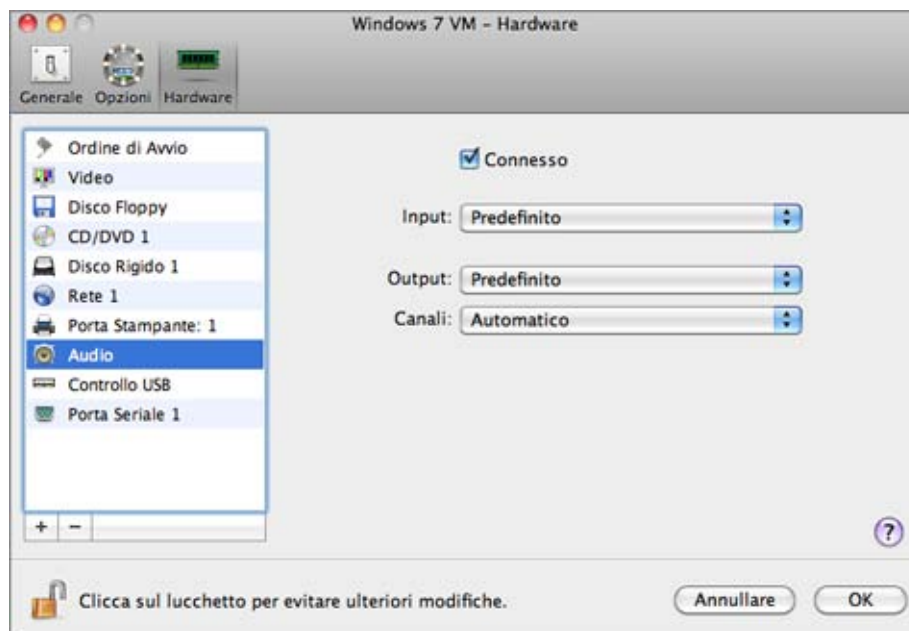 Windows 7 VM – Hardware
Generale Opzioni Hardware
Ordine di Avvio
Video
Disco Floppy
CD/DVD 1
Disco Rigido 1
Rete 1
Porta Stampante: 1
Audio
Controllo USB
Porta Seriale 1
+ −
Connesso
Input: Predefinito
Output: Predefinito
Canali: Automatico
?
Clicca sul lucchetto per evitare ulteriori modifiche.
Annullare OK